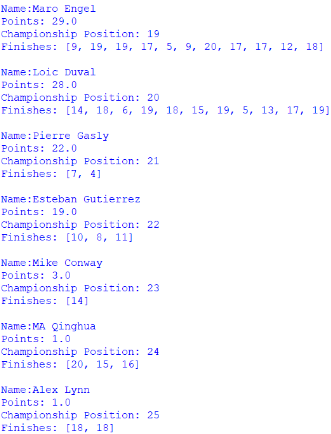 Name:Maro Engel
Points: 29.0
Championship Position: 19
Finishes: [9, 19, 19, 17, 5, 9, 20, 17, 17, 12, 18]
Name:Loic Duval
Points: 28.0
Championship Position: 20
Finishes: [14, 18, 6, 19, 18, 15, 19, 5, 13, 17, 19]
Name:Pierre Gasly
Points: 22.0
Championship Position: 21
Finishes: [7, 4]
Name:Esteban Gutierrez
Points: 19.0
Championship Position: 22
Finishes: [10, 8, 11]
Name:Mike Conway
Points: 3.0
Championship Position: 23
Finishes: [14]
Name:MA Qinghua
Points: 1.0
Championship Position: 24
Finishes: [20, 15, 16]
Name:Alex Lynn
Points: 1.0
Championship Position: 25
Finishes: [18, 18]